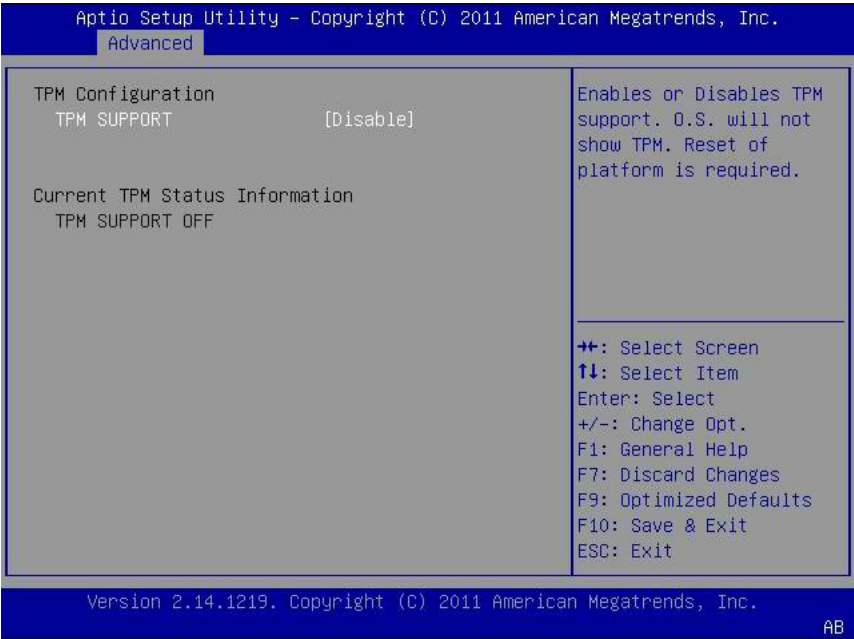 Aptio Setup Utility – Copyright (C) 2011 American Megatrends, Inc.
Advanced
TPM Configuration
TPM SUPPORT [Disable]
Current TPM Status Information
TPM SUPPORT OFF
Enables or Disables TPM
support. O.S. will not
show TPM. Reset of
platform is required.
→←: Select Screen
↑↓: Select Item
Enter: Select
+/-: Change Opt.
F1: General Help
F7: Discard Changes
F9: Optimized Defaults
F10: Save & Exit
ESC: Exit
Version 2.14.1219. Copyright (C) 2011 American Megatrends, Inc.
AB